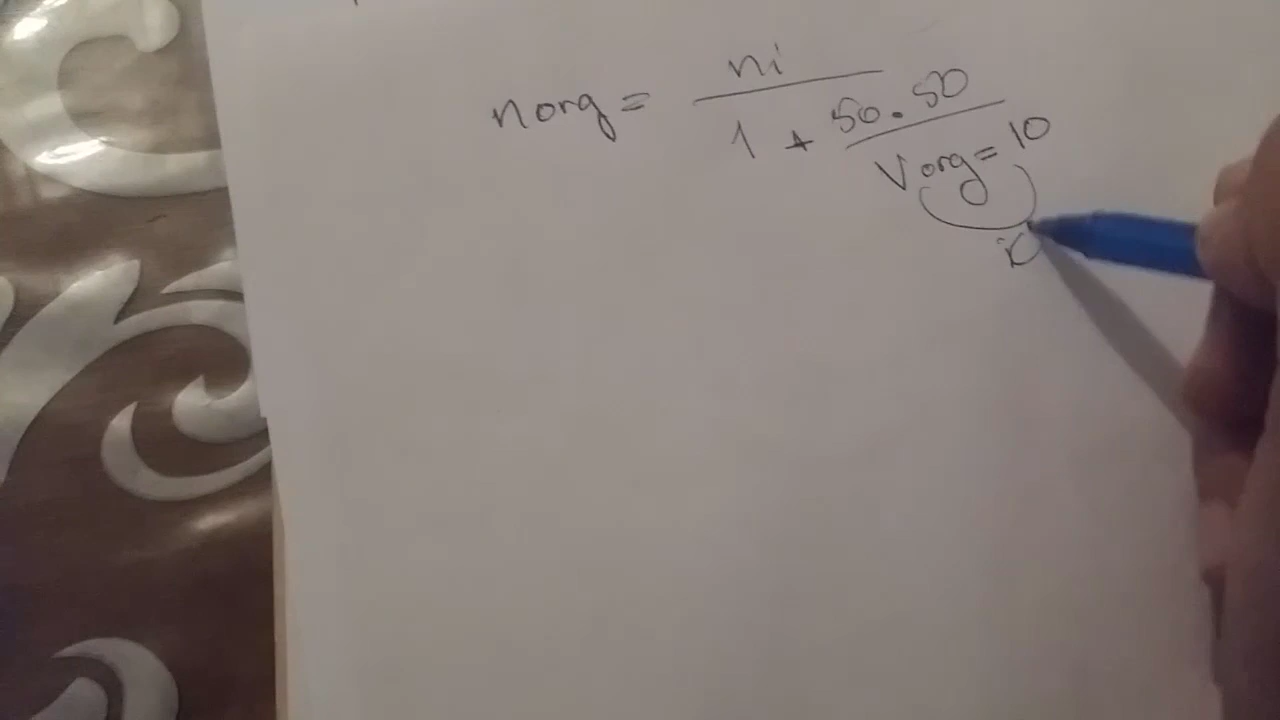 norg = ni
1 + 50.50
Vorg = 10